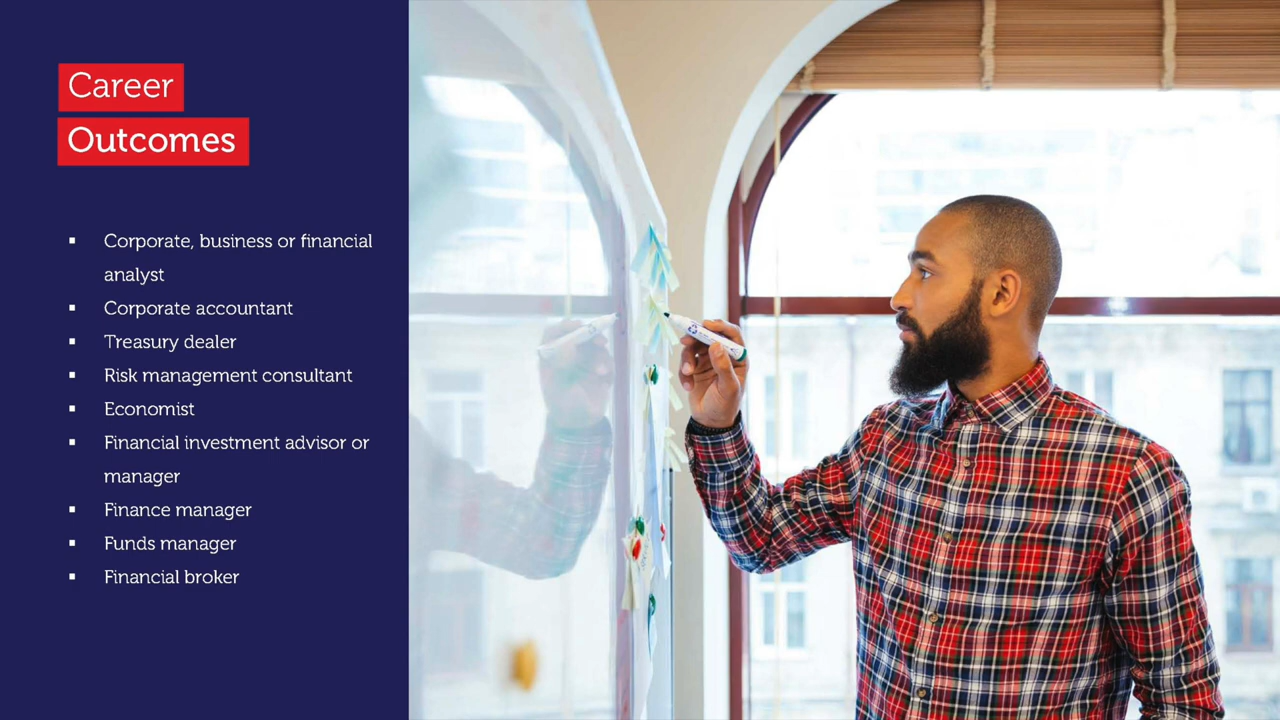 Career
Outcomes
▪ Corporate, business or financial
analyst
▪ Corporate accountant
▪ Treasury dealer
▪ Risk management consultant
▪ Economist
▪ Financial investment advisor or
manager
▪ Finance manager
▪ Funds manager
▪ Financial broker